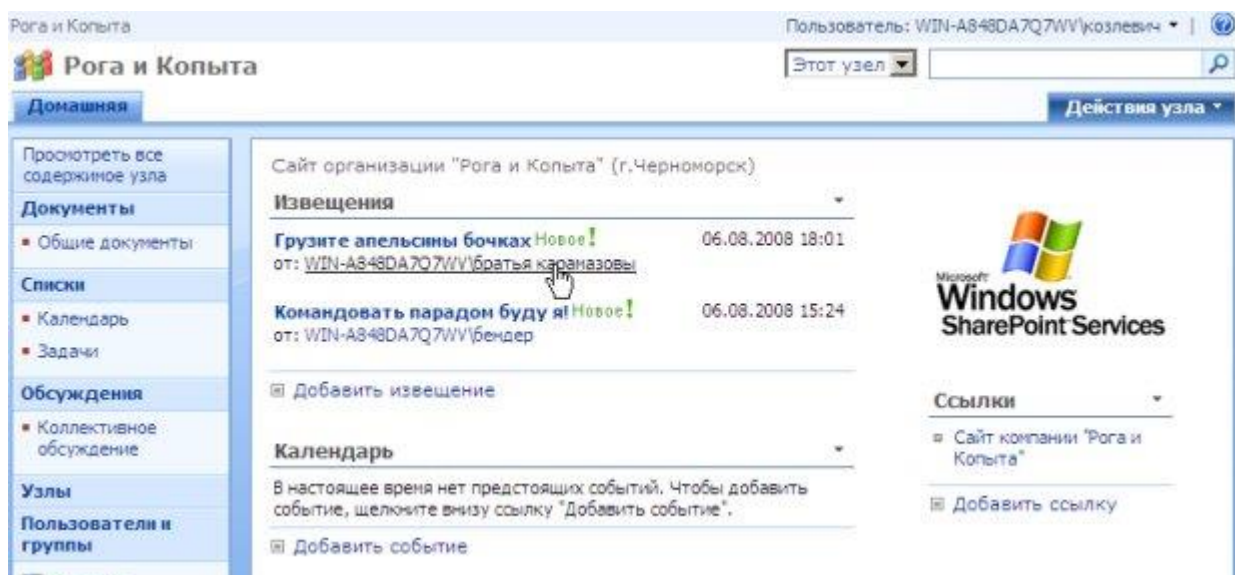 Рога и Копыта
Пользователь: WIN-A848DA7Q7WV\козлевич
Рога и Копыта
Этот узел
Домашняя
Действия узла
Просмотреть все
содержимое узла
Документы
Общие документы
Списки
Календарь
Задачи
Обсуждения
Коллективное
обсуждение
Узлы
Пользователи и
группы
Сайт организации "Рога и Копыта" (г.Черноморск)
Извещения
Грузите апельсины бочках Новое! 06.08.2008 18:01
от: WIN-A848DA7Q7WV\братья карамазовы
Командовать парадом буду я! Новое! 06.08.2008 15:24
от: WIN-A848DA7Q7WV\бендер
Добавить извещение
Календарь
В настоящее время нет предстоящих событий. Чтобы добавить
событие, щелкните внизу ссылку "Добавить событие".
Добавить событие
Microsoft
Windows
SharePoint Services
Ссылки
Сайт компании "Рога и
Копыта"
Добавить ссылку